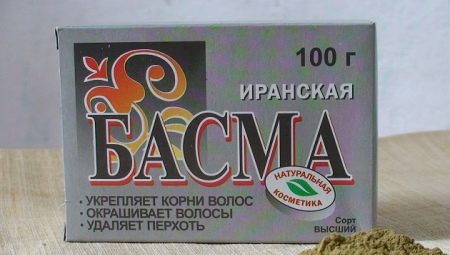 100 г
ИРАНСКАЯ
БАСМА
НАТУРАЛЬНАЯ
КОСМЕТИКА
• УКРЕПЛЯЕТ КОРНИ ВОЛОС
• ОКРАШИВАЕТ ВОЛОСЫ
• УДАЛЯЕТ ПЕРХОТЬ
Сорт
ВЫСШИЙ